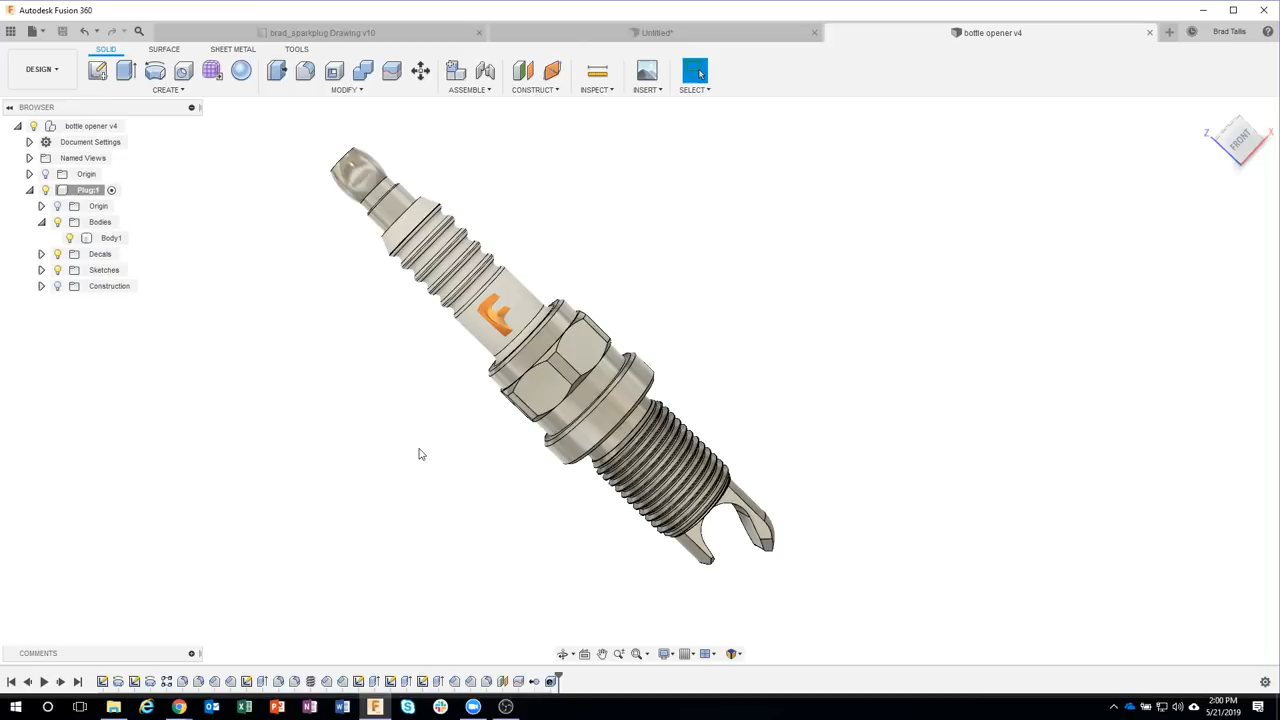 Autodesk Fusion 360
brad_sparkplug Drawing v10
Untitled*
bottle opener v4
Brad Tallis
DESIGN
SOLID
SURFACE
SHEET METAL
TOOLS
CREATE
MODIFY
ASSEMBLE
CONSTRUCT
INSPECT
INSERT
SELECT
BROWSER
bottle opener v4
Document Settings
Named Views
Origin
Plug:1
Origin
Bodies
Body1
Decals
Sketches
Construction
Z
FRONT
X
F
COMMENTS
2:00 PM
5/21/2019